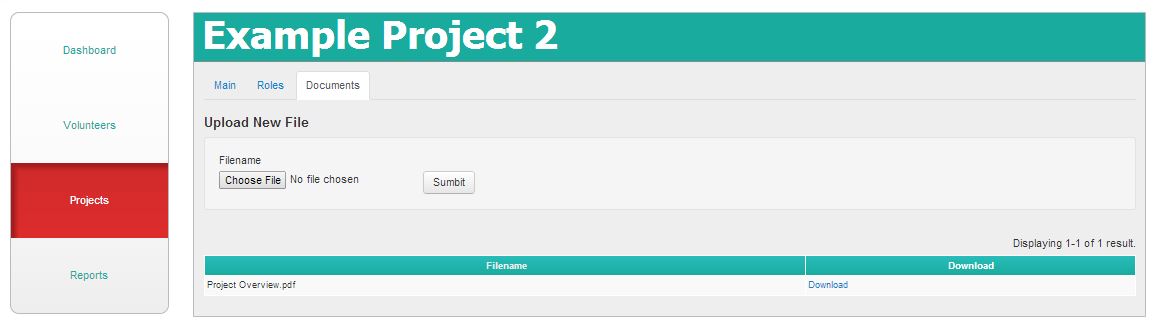 Dashboard
Volunteers
Projects
Reports
Example Project 2
Main Roles Documents
Upload New File
Filename
Choose File No file chosen Sumbit
Displaying 1-1 of 1 result.
Filename Download
Project Overview.pdf Download